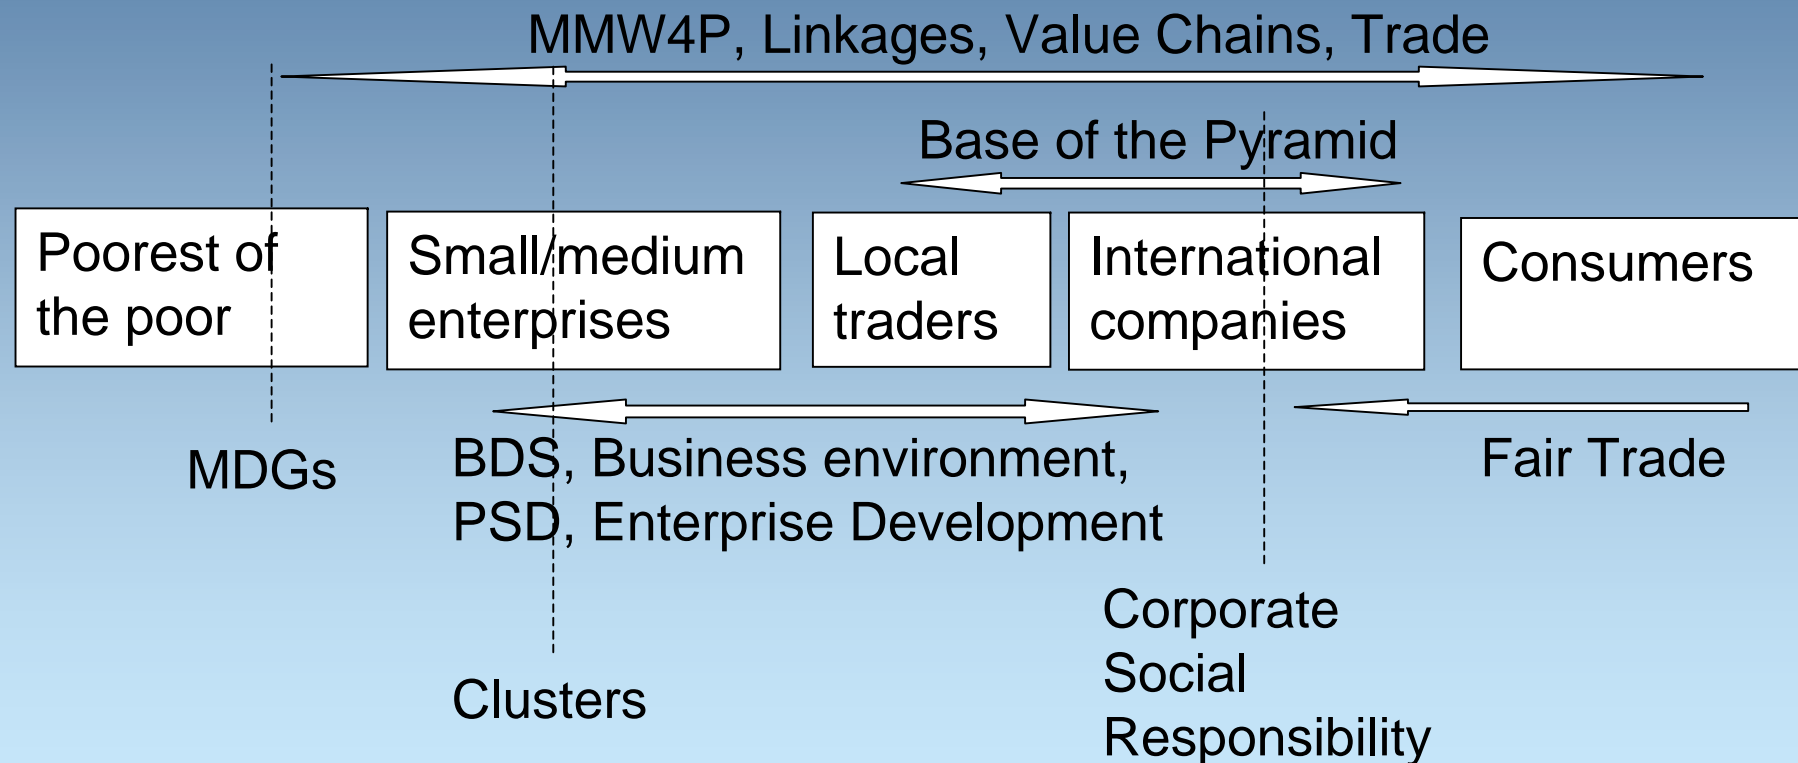 MMW4P, Linkages, Value Chains, Trade
Base of the Pyramid
Poorest of
the poor
Small/medium
enterprises
Local
traders
International
companies
Consumers
MDGs
BDS, Business environment,
PSD, Enterprise Development
Fair Trade
Clusters
Corporate
Social
Responsibility